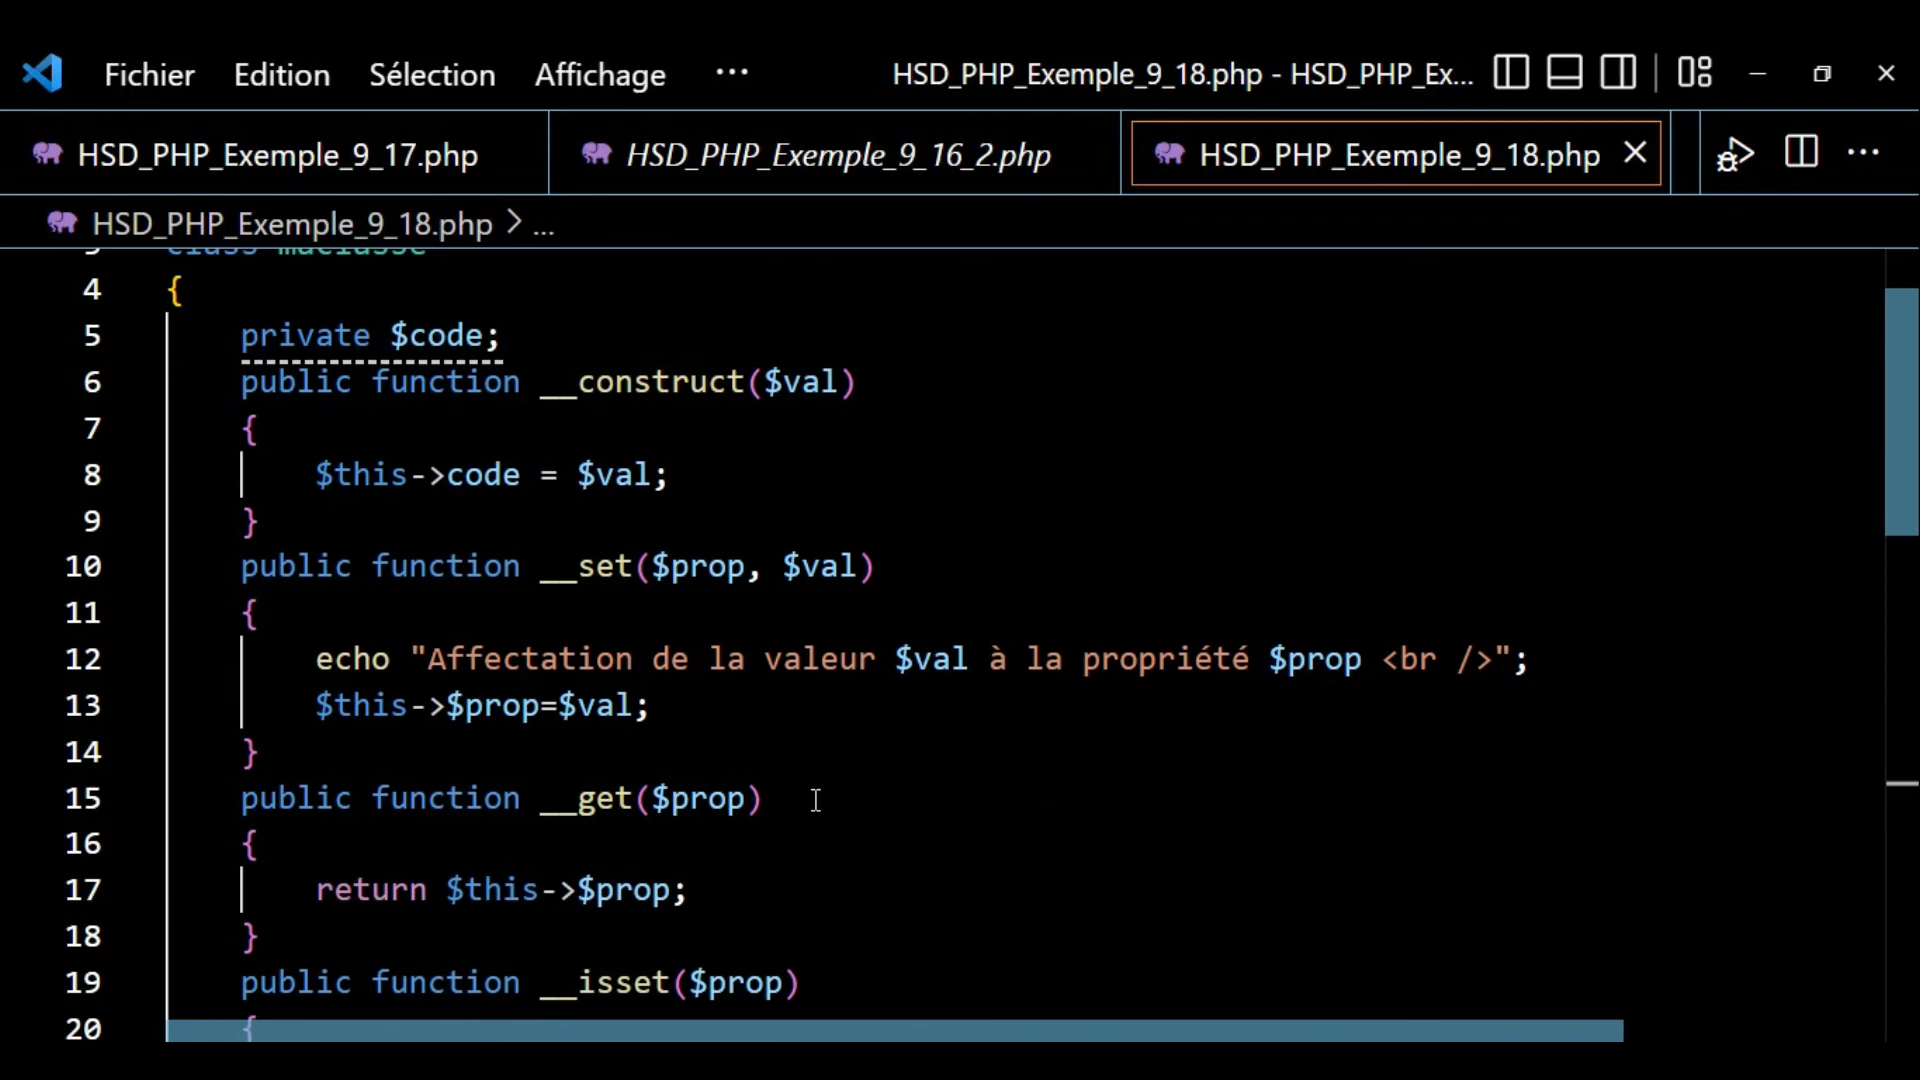 Fichier Edition Sélection Affichage ... HSD_PHP_Exemple_9_18.php - HSD_PHP_Ex...
HSD_PHP_Exemple_9_17.php HSD_PHP_Exemple_9_16_2.php HSD_PHP_Exemple_9_18.php
HSD_PHP_Exemple_9_18.php > ...
3 class maclasse
4 {
5 private $code;
6 public function __construct($val)
7 {
8 $this->code = $val;
9 }
10 public function __set($prop, $val)
11 {
12 echo "Affectation de la valeur $val à la propriété $prop <br />";
13 $this->$prop=$val;
14 }
15 public function __get($prop)
16 {
17 return $this->$prop;
18 }
19 public function __isset($prop)
20 {